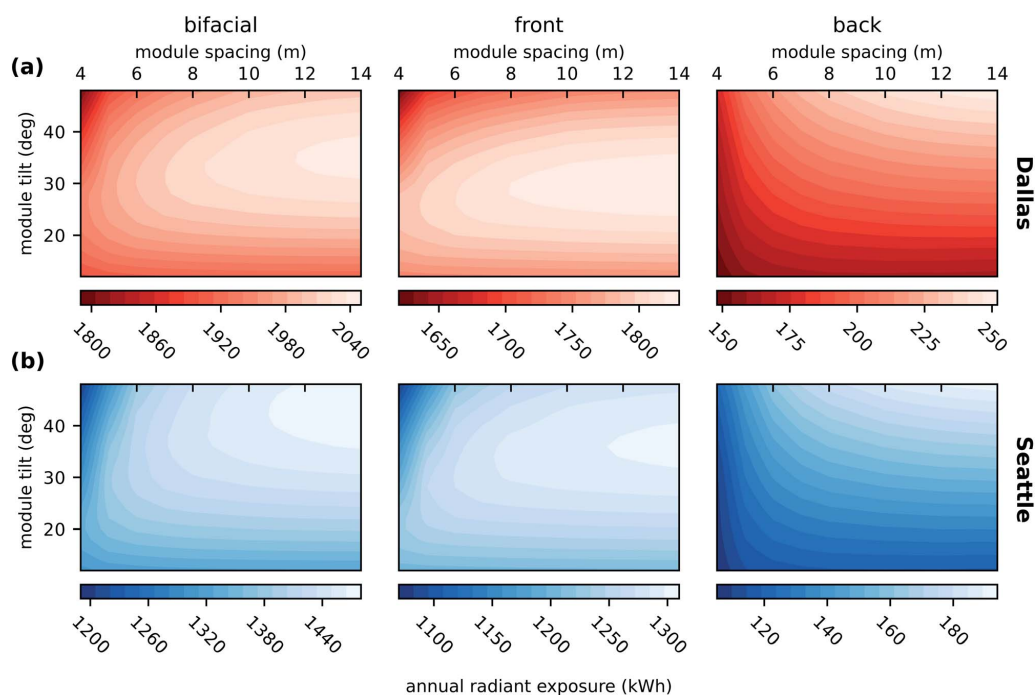 bifacial front back
module spacing (m) module spacing (m) module spacing (m)
(a) 4 6 8 10 12 14 4 6 8 10 12 14 4 6 8 10 12 14
module tilt (deg)
40
30
20
Dallas
1800 1860 1920 1980 2040 1650 1700 1750 1800 150 175 200 225 250
(b)
module tilt (deg)
40
30
20
Seattle
1200 1260 1320 1380 1440 1100 1150 1200 1250 1300 120 140 160 180
annual radiant exposure (kWh)